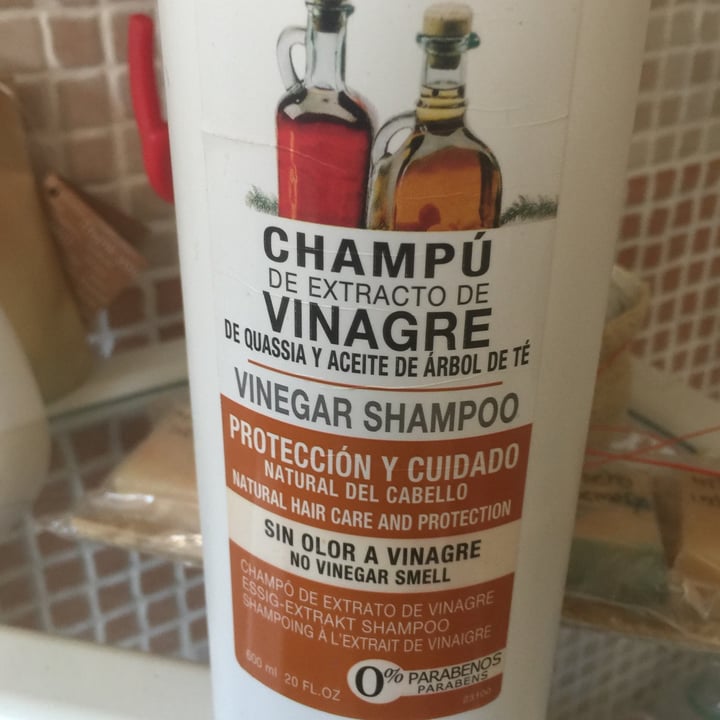 CHAMPÚ
DE EXTRACTO DE
VINAGRE
DE QUASSIA Y ACEITE DE ÁRBOL DE TÉ
VINEGAR SHAMPOO
PROTECCIÓN Y CUIDADO
NATURAL DEL CABELLO
NATURAL HAIR CARE AND PROTECTION
SIN OLOR A VINAGRE
NO VINEGAR SMELL
CHAMPÔ DE EXTRATO DE VINAGRE
ESSIG-EXTRAKT SHAMPOO
SHAMPOING À L'EXTRAIT DE VINAIGRE
600 ml 20 FL.OZ
0% PARABENOS
PARABENS